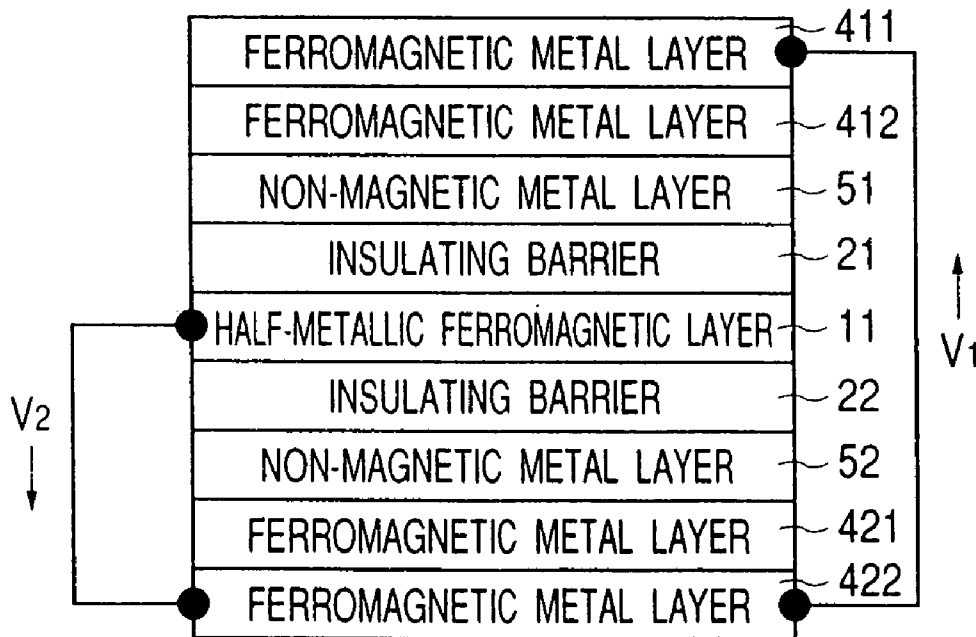 FERROMAGNETIC METAL LAYER 411
FERROMAGNETIC METAL LAYER 412
NON-MAGNETIC METAL LAYER 51
INSULATING BARRIER 21
HALF-METALLIC FERROMAGNETIC LAYER 11
V1
INSULATING BARRIER 22
V2
NON-MAGNETIC METAL LAYER 52
FERROMAGNETIC METAL LAYER 421
FERROMAGNETIC METAL LAYER 422